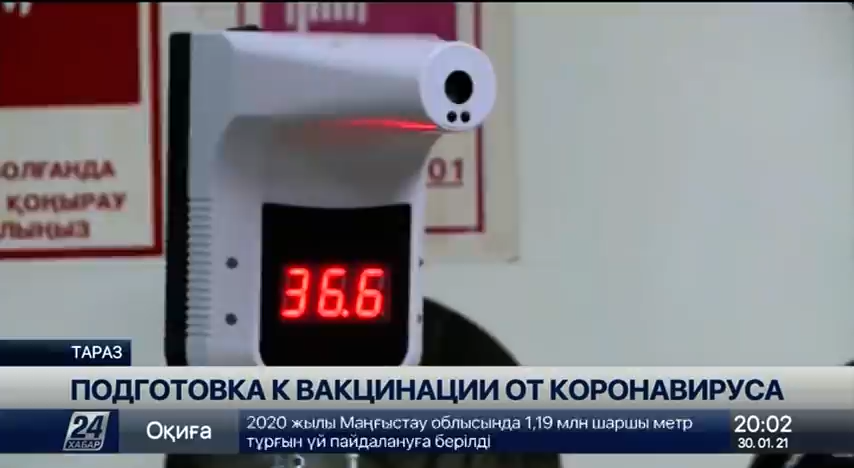 ОЛҒАНДА
ҚОҢЫРАУ
ЛЫҢЫЗ
01
36.6
ТАРАЗ
ПОДГОТОВКА К ВАКЦИНАЦИИ ОТ КОРОНАВИРУСА
24
ХАБАР
Оқиға
2020 жылы Маңғыстау облысында 1,19 млн шаршы метр
тұрғын үй пайдалануға берілді
20:02
30.01.21